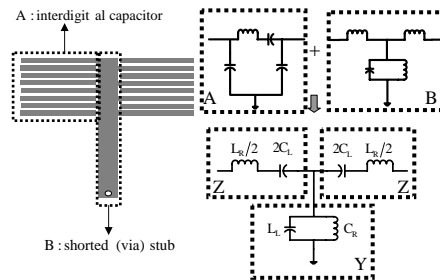 A : interdigit al capacitor
A
+
B
L_R/2
2C_L
2C_L
L_R/2
Z
Z
L_L
C_R
Y
B : shorted (via) stub